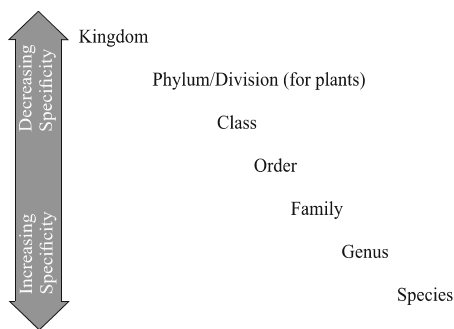 Kingdom
Decreasing
Specificity
Phylum/Division (for plants)
Class
Order
Family
Increasing
Specificity
Genus
Species